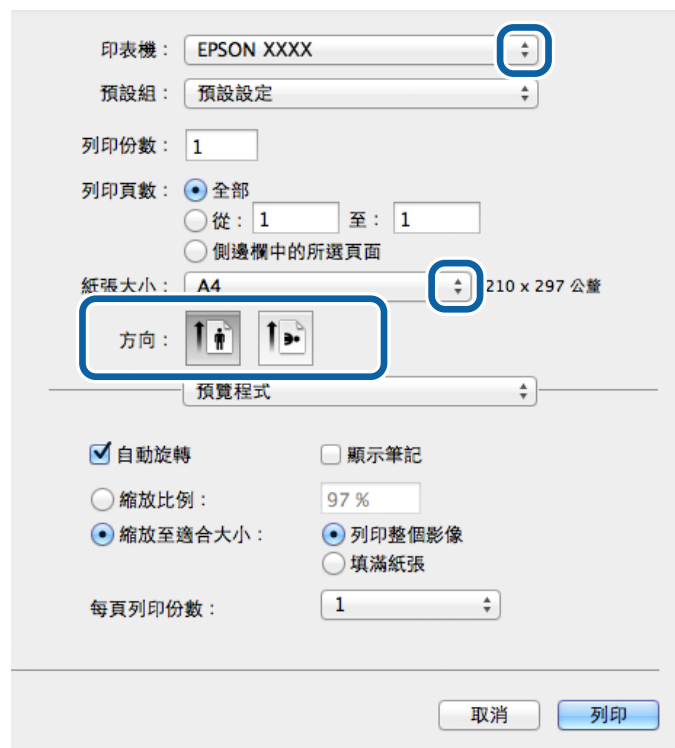 印表機： EPSON XXXX
預設組： 預設設定
列印份數： 1
列印頁數： 全部
從： 1 至： 1
側邊欄中的所選頁面
紙張大小： A4 210 x 297 公釐
方向：
預覽程式
自動旋轉 顯示筆記
縮放比例： 97 %
縮放至適合大小： 列印整個影像
填滿紙張
每頁列印份數： 1
取消 列印